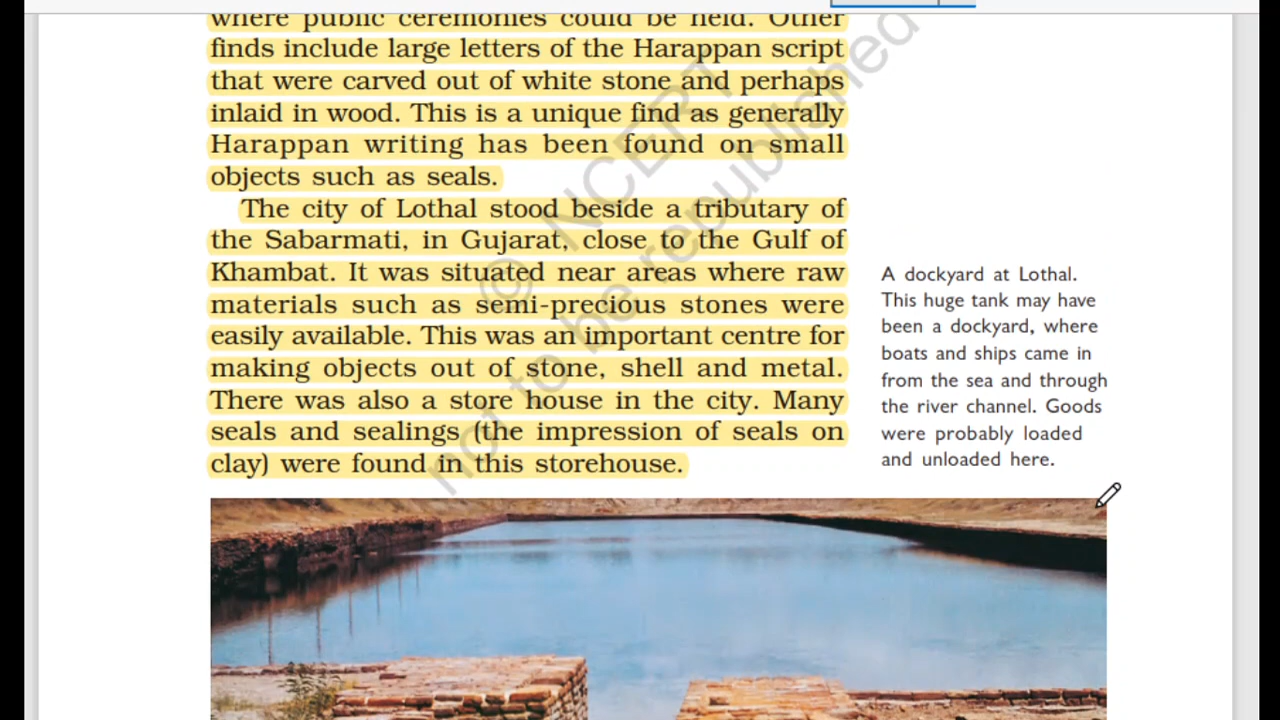 where public ceremonies could be held. Other
finds include large letters of the Harappan script
that were carved out of white stone and perhaps
inlaid in wood. This is a unique find as generally
Harappan writing has been found on small
objects such as seals.
The city of Lothal stood beside a tributary of
the Sabarmati, in Gujarat, close to the Gulf of
Khambat. It was situated near areas where raw
materials such as semi-precious stones were
easily available. This was an important centre for
making objects out of stone, shell and metal.
There was also a store house in the city. Many
seals and sealings (the impression of seals on
clay) were found in this storehouse.
A dockyard at Lothal.
This huge tank may have
been a dockyard, where
boats and ships came in
from the sea and through
the river channel. Goods
were probably loaded
and unloaded here.
© NCERT
not to be republished